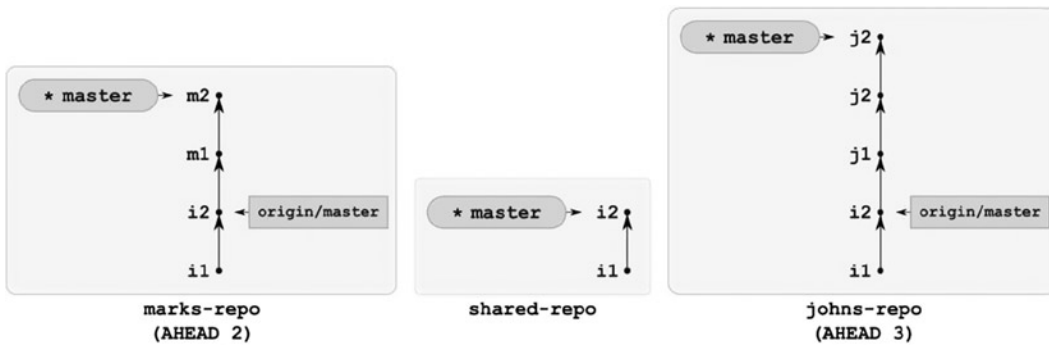 * master
m2
m1
i2
origin/master
i1
marks-repo
(AHEAD 2)
* master
i2
i1
shared-repo
* master
j2
j2
j1
i2
origin/master
i1
johns-repo
(AHEAD 3)